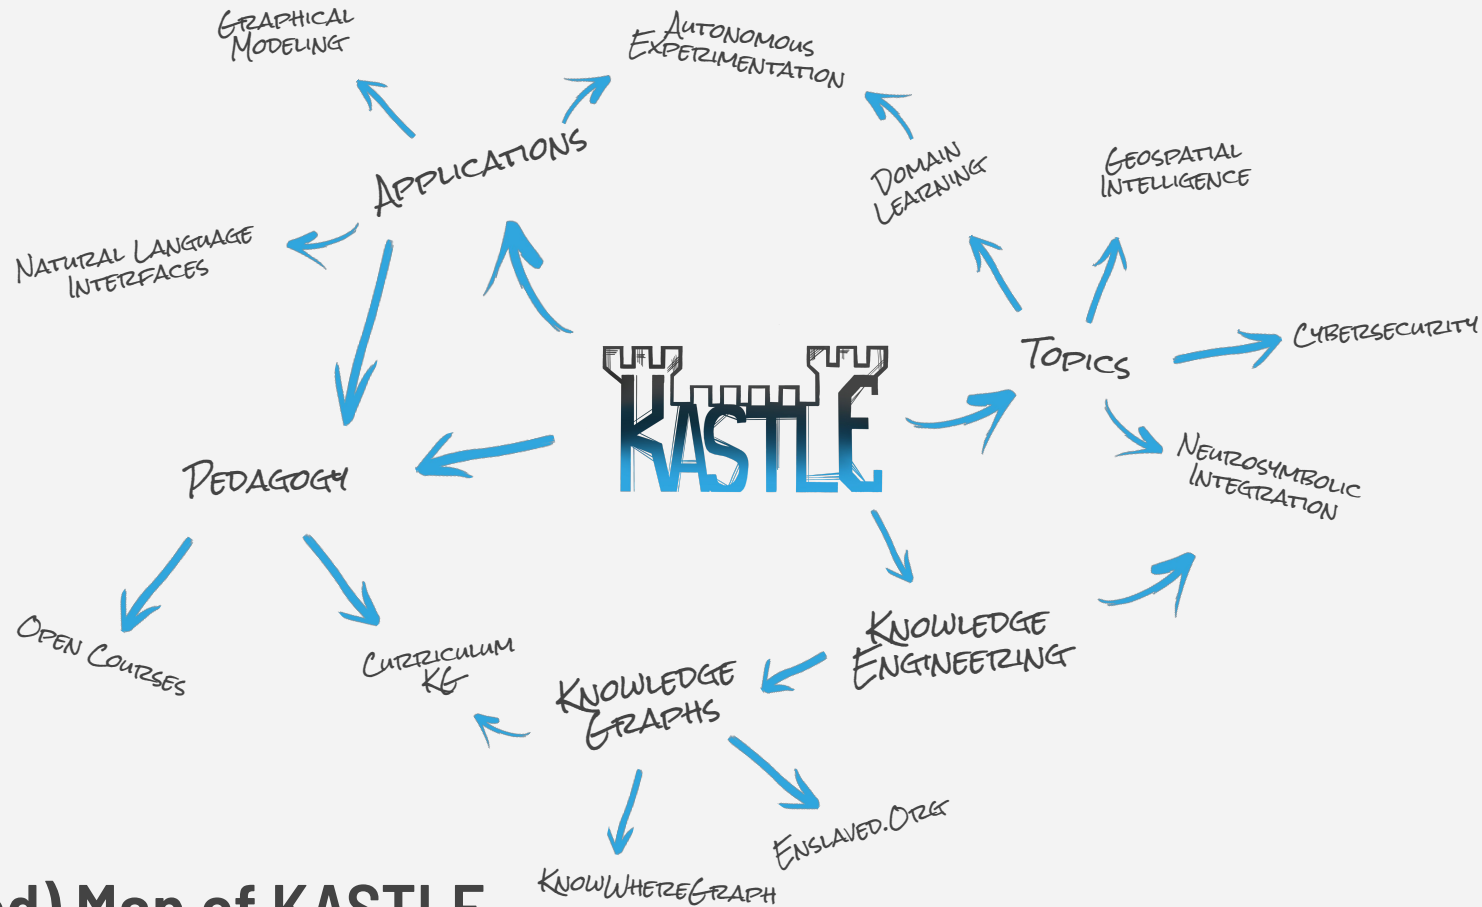 Graphical
Modeling
Autonomous
Experimentation
Applications
Domain
Learning
Geospatial
Intelligence
Natural Language
Interfaces
Cybersecurity
Topics
KASTLE
Neurosymbolic
Integration
Pedagogy
Knowledge
Engineering
Open Courses
Curriculum
KG
Knowledge
Graphs
Enslaved.Org
KnowWhereGraph
Map of KASTLE